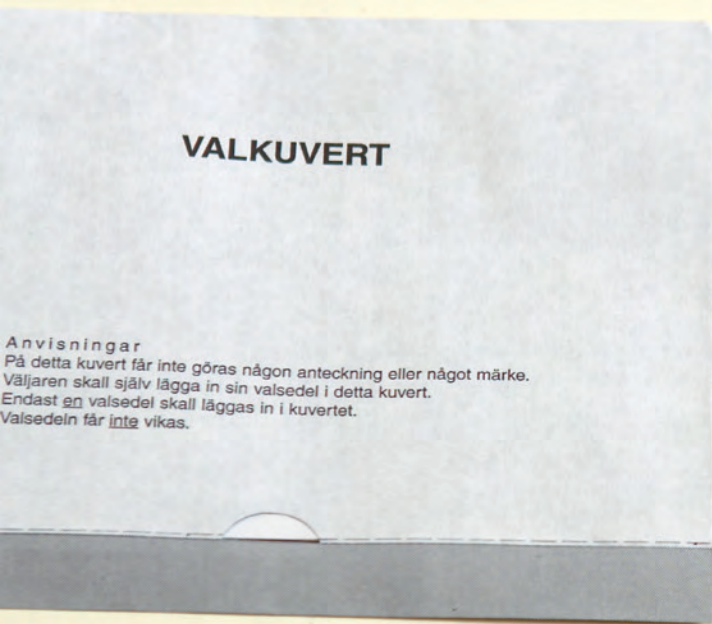 VALKUVERT
Anvisningar
På detta kuvert får inte göras någon anteckning eller något märke.
Väljaren skall själv lägga in sin valsedel i detta kuvert.
Endast en valsedel skall läggas in i kuvertet.
Valsedeln får inte vikas.